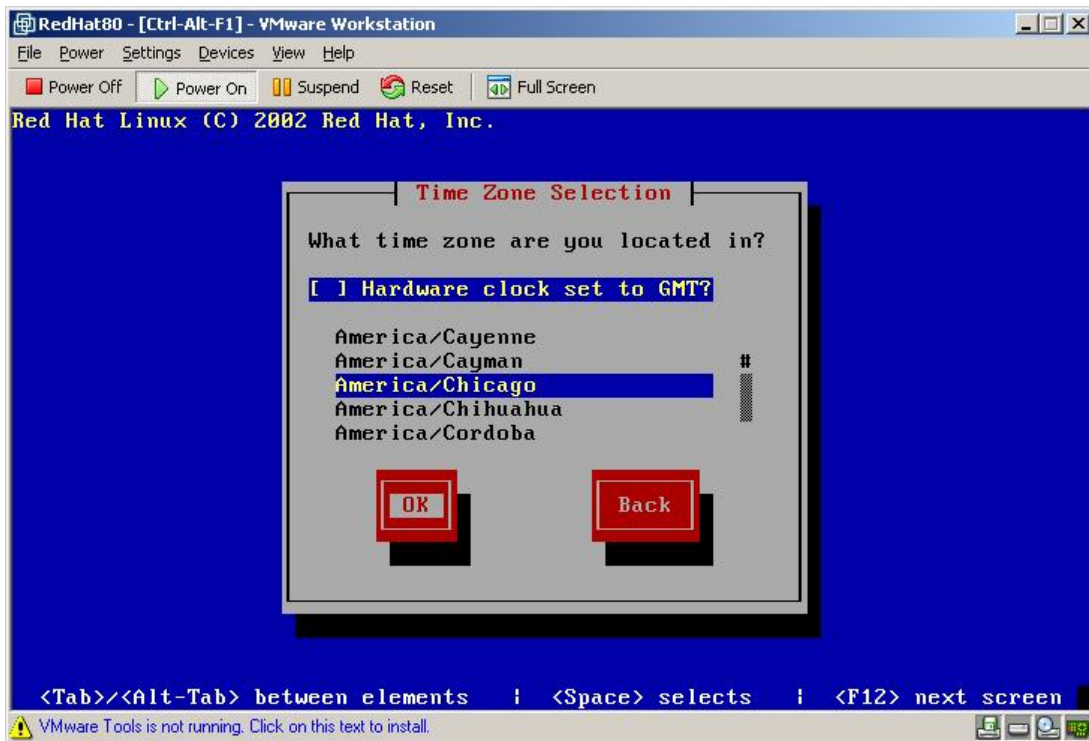 RedHat80 - [Ctrl-Alt-F1] - VMware Workstation
File Power Settings Devices View Help
Power Off Power On Suspend Reset Full Screen
Red Hat Linux (C) 2002 Red Hat, Inc.
Time Zone Selection
What time zone are you located in?
[ ] Hardware clock set to GMT?
America/Cayenne
America/Cayman #
America/Chicago
America/Chihuahua
America/Cordoba
OK Back
<Tab>/<Alt-Tab> between elements | <Space> selects | <F12> next screen
VMware Tools is not running. Click on this text to install.